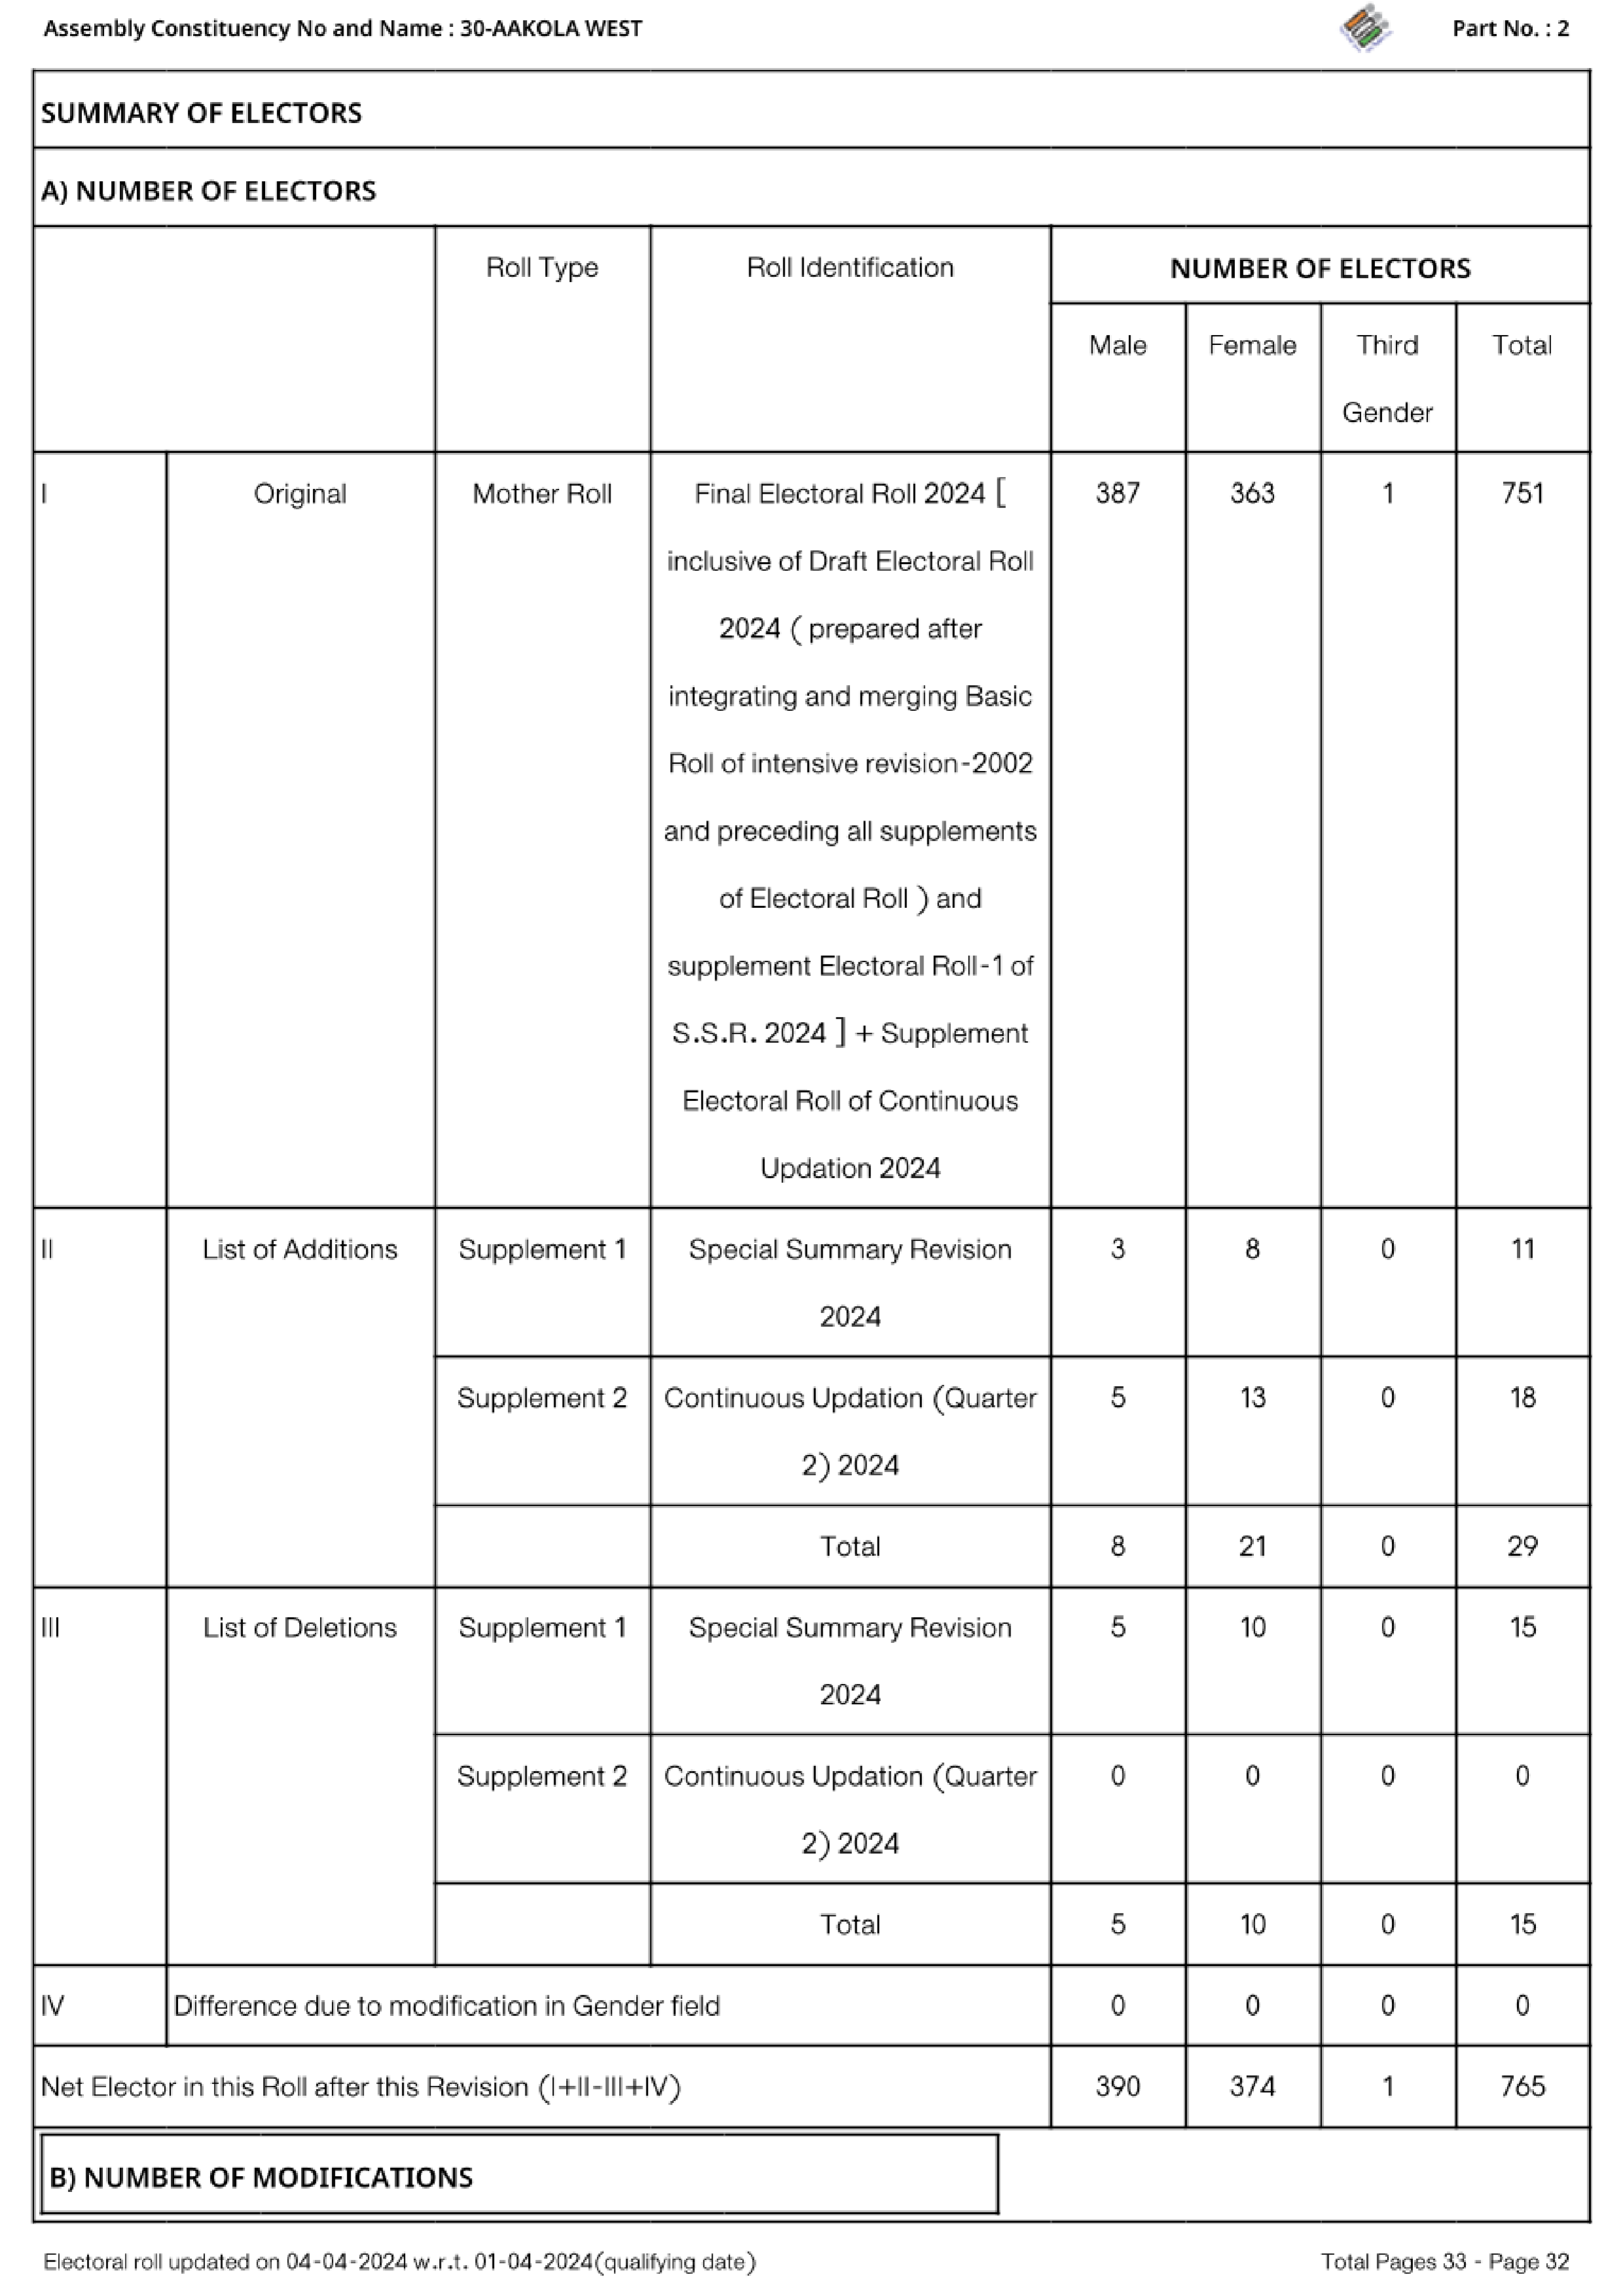 Assembly Constituency No and Name : 30-AAKOLA WEST
Part No. : 2
SUMMARY OF ELECTORS
A) NUMBER OF ELECTORS
Roll Type
Roll Identification
NUMBER OF ELECTORS
Male
Female
Third
Gender
Total
I
Original
Mother Roll
Final Electoral Roll 2024 [
inclusive of Draft Electoral Roll
2024 ( prepared after
integrating and merging Basic
Roll of intensive revision-2002
and preceding all supplements
of Electoral Roll ) and
supplement Electoral Roll-1 of
S.S.R. 2024 ] + Supplement
Electoral Roll of Continuous
Updation 2024
387
363
1
751
II
List of Additions
Supplement 1
Special Summary Revision
2024
3
8
0
11
Supplement 2
Continuous Updation (Quarter
2) 2024
5
13
0
18
Total
8
21
0
29
III
List of Deletions
Supplement 1
Special Summary Revision
2024
5
10
0
15
Supplement 2
Continuous Updation (Quarter
2) 2024
0
0
0
0
Total
5
10
0
15
IV
Difference due to modification in Gender field
0
0
0
0
Net Elector in this Roll after this Revision (I+II-III+IV)
390
374
1
765
B) NUMBER OF MODIFICATIONS
Electoral roll updated on 04-04-2024 w.r.t. 01-04-2024(qualifying date)
Total Pages 33 - Page 32